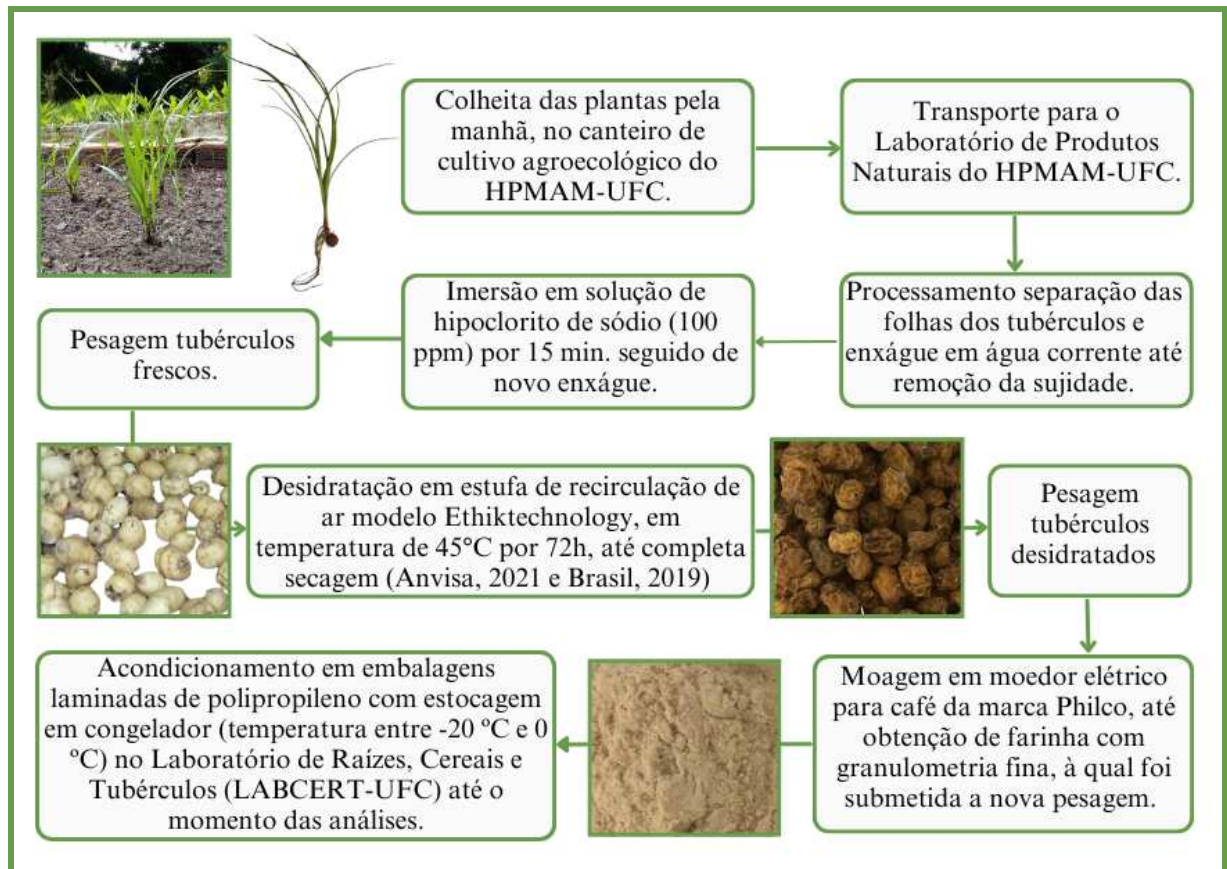 Colheita das plantas pela
manhã, no canteiro de
cultivo agroecológico do
HPMAM-UFC.
Transporte para o
Laboratório de Produtos
Naturais do HPMAM-UFC.
Processamento separação das
folhas dos tubérculos e
enxágue em água corrente até
remoção da sujidade.
Imersão em solução de
hipoclorito de sódio (100
ppm) por 15 min. seguido de
novo enxágue.
Pesagem tubérculos
frescos.
Desidratação em estufa de recirculação de
ar modelo Ethiktechnology, em
temperatura de 45°C por 72h, até completa
secagem (Anvisa, 2021 e Brasil, 2019)
Pesagem
tubérculos
desidratados
Moagem em moedor elétrico
para café da marca Philco, até
obtenção de farinha com
granulometria fina, à qual foi
submetida a nova pesagem.
Acondicionamento em embalagens
laminadas de polipropileno com estocagem
em congelador (temperatura entre -20 ºC e 0
ºC) no Laboratório de Raízes, Cereais e
Tubérculos (LABCERT-UFC) até o
momento das análises.